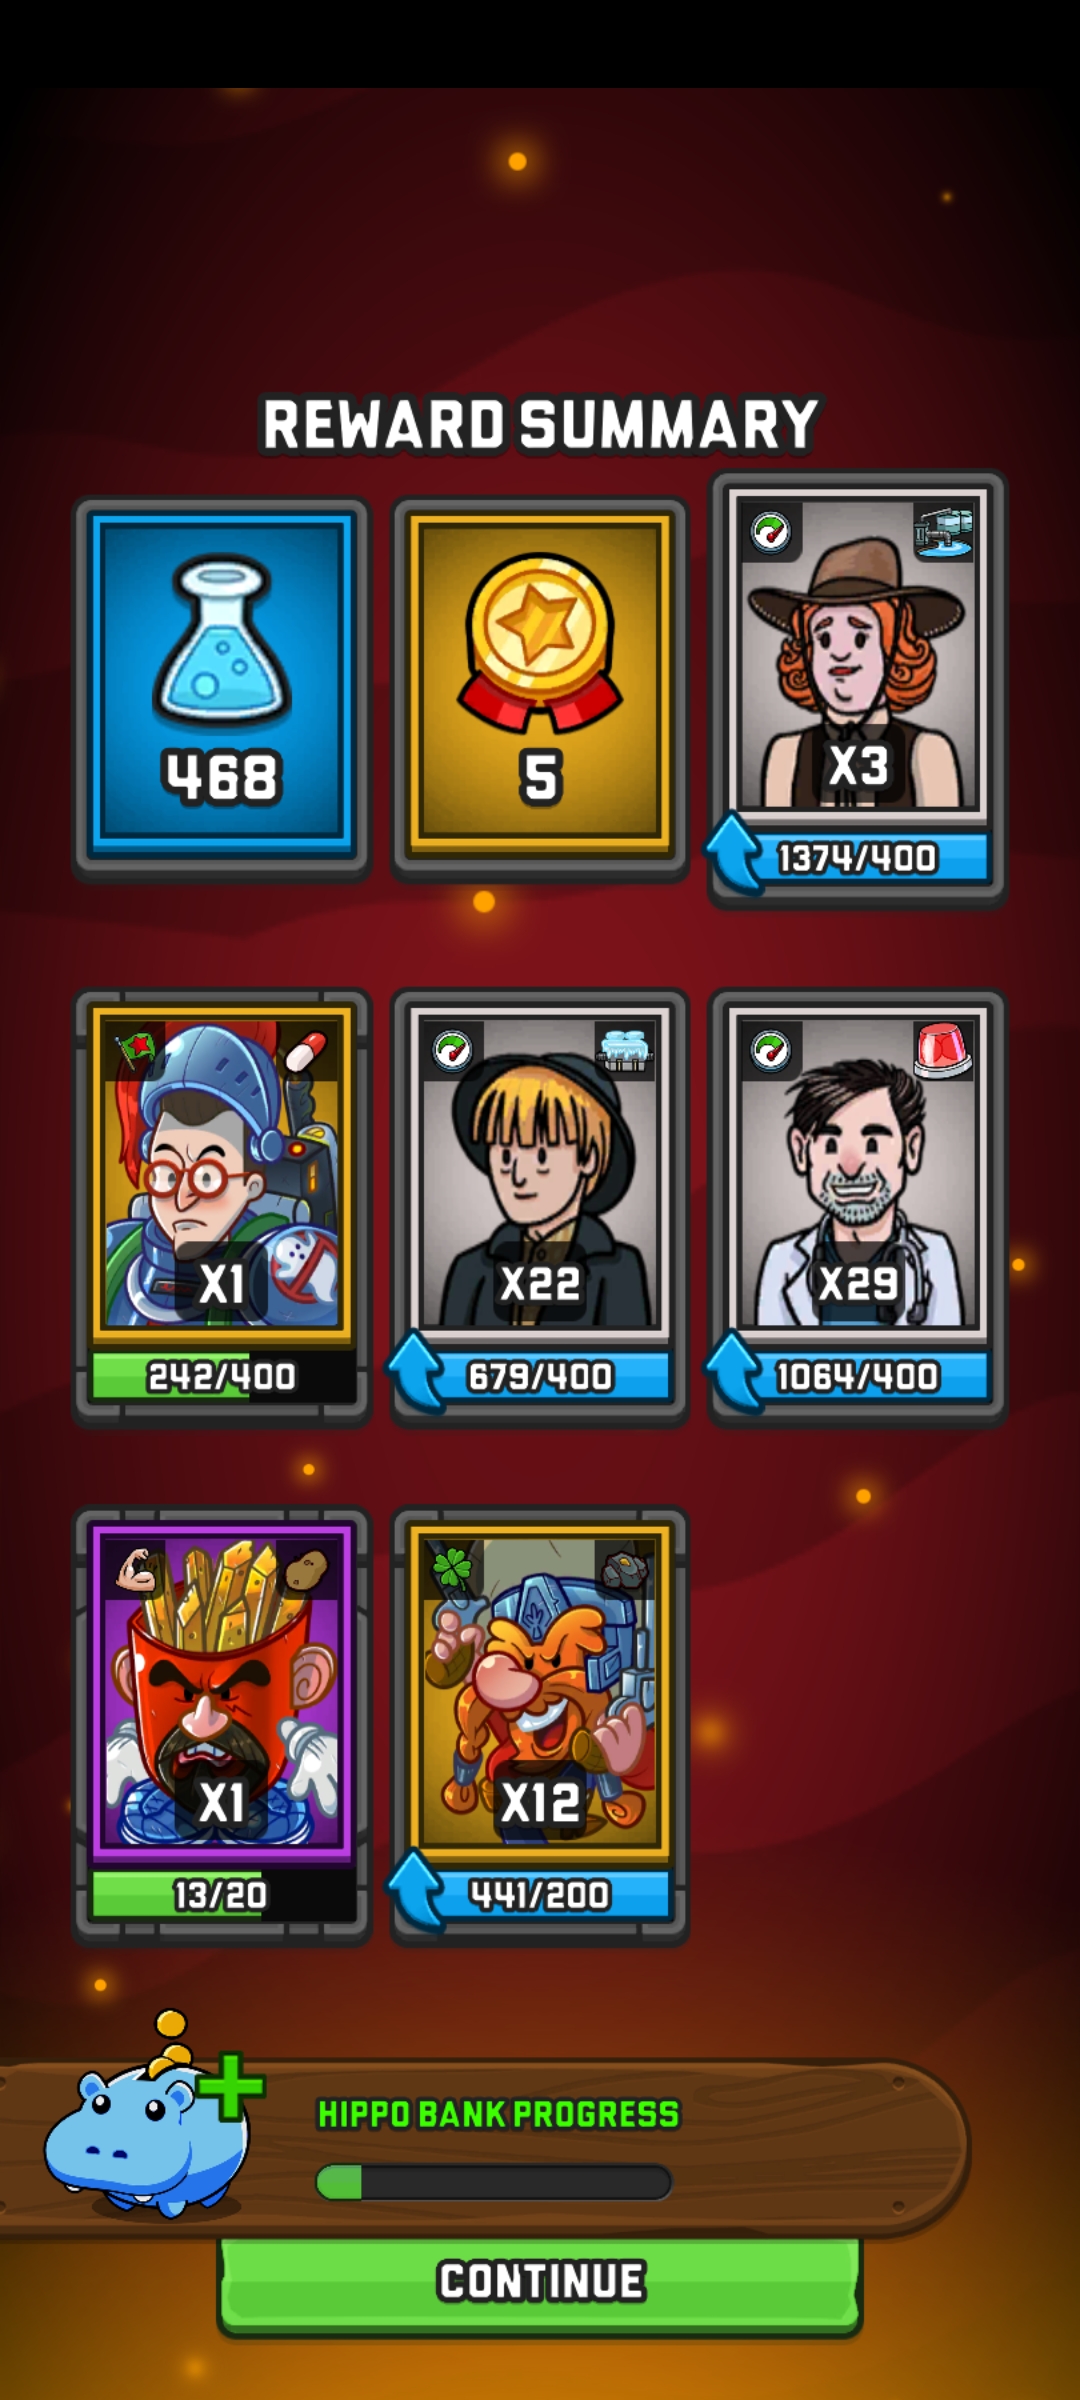 REWARD SUMMARY
468
5
X3
1374/400
X1
242/400
X22
679/400
X29
1064/400
X1
13/20
X12
441/200
HIPPO BANK PROGRESS
CONTINUE